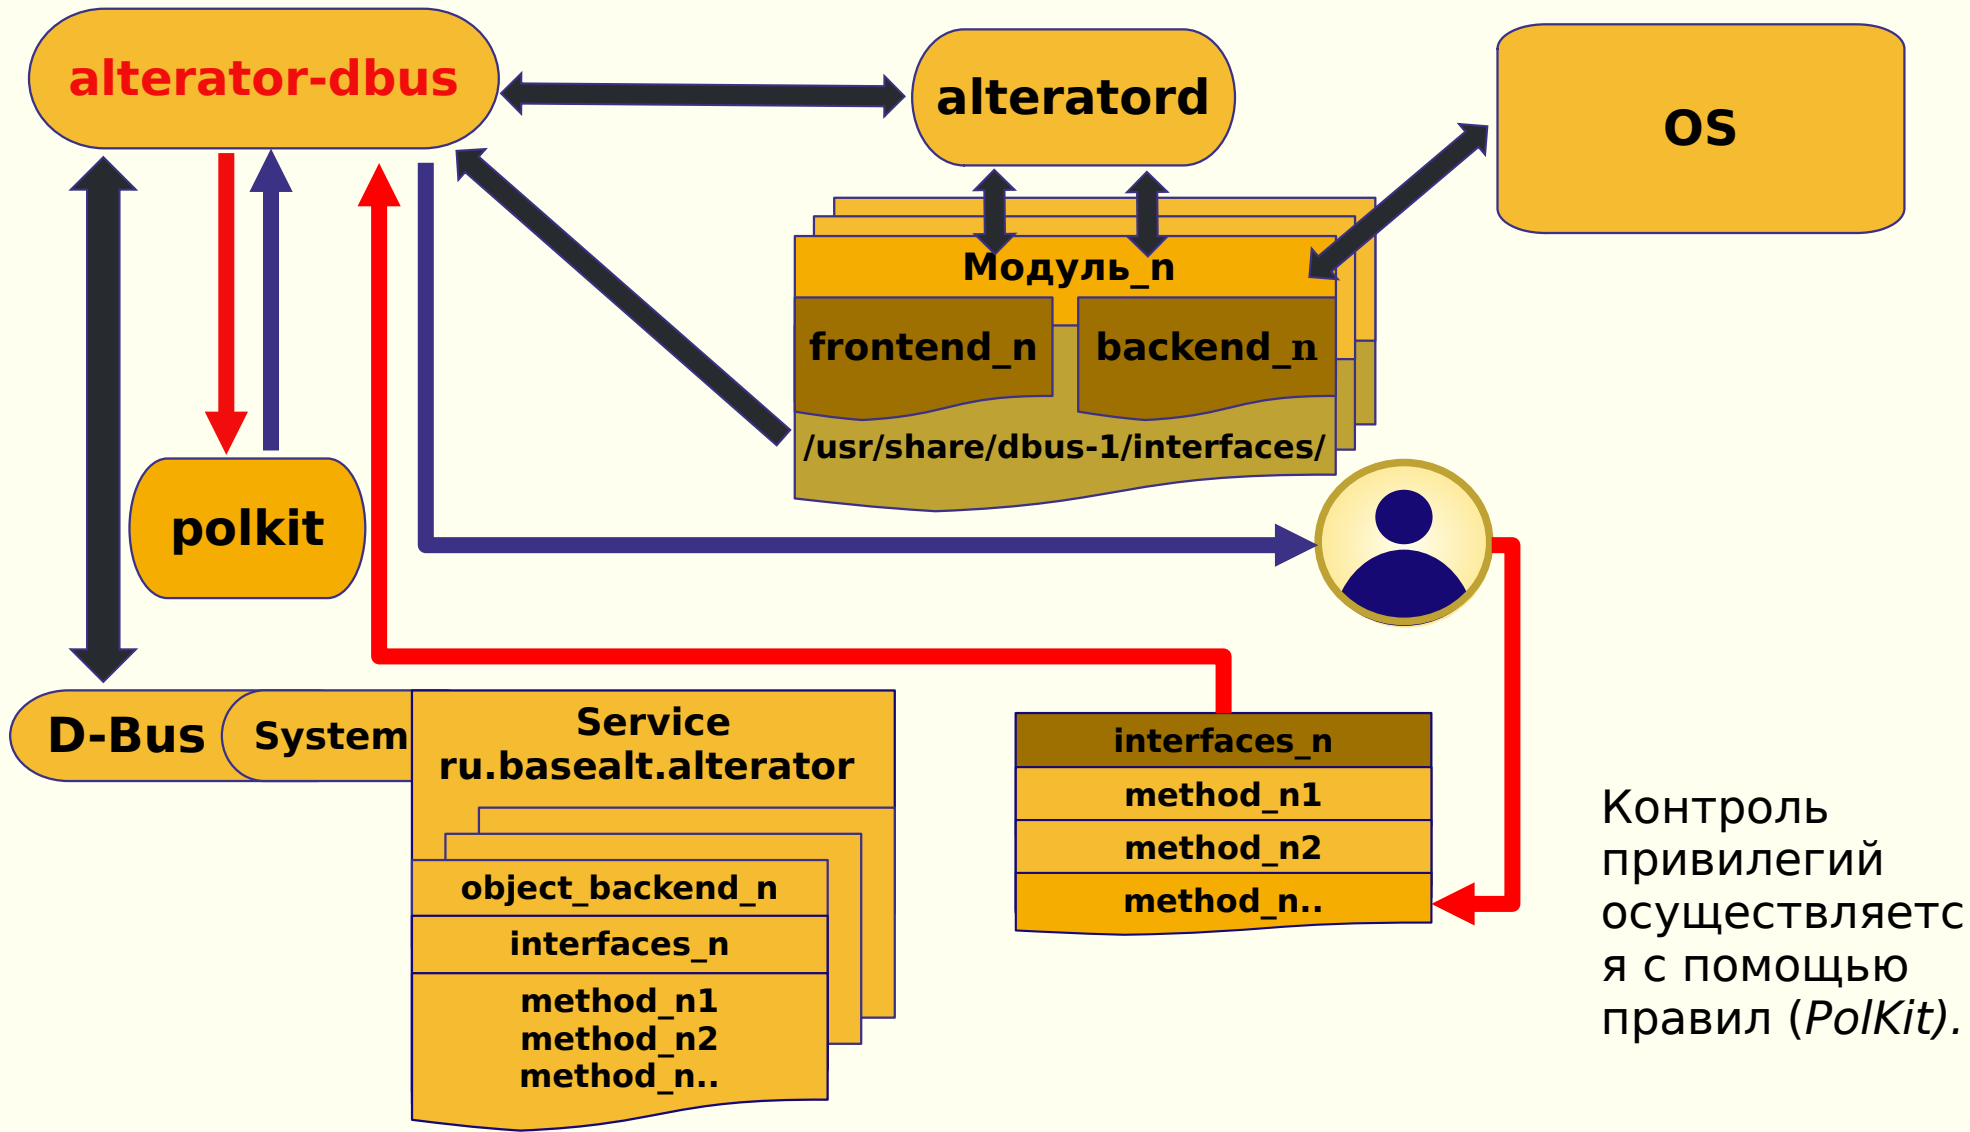 alterator-dbus
alteratord
OS
Модуль_n
frontend_n
backend_n
/usr/share/dbus-1/interfaces/
polkit
D-Bus
System
Service
ru.basealt.alterator
object_backend_n
interfaces_n
method_n1
method_n2
method_n..
interfaces_n
method_n1
method_n2
method_n..
Контроль
привилегий
осуществляетс
я с помощью
правил (PolKit).